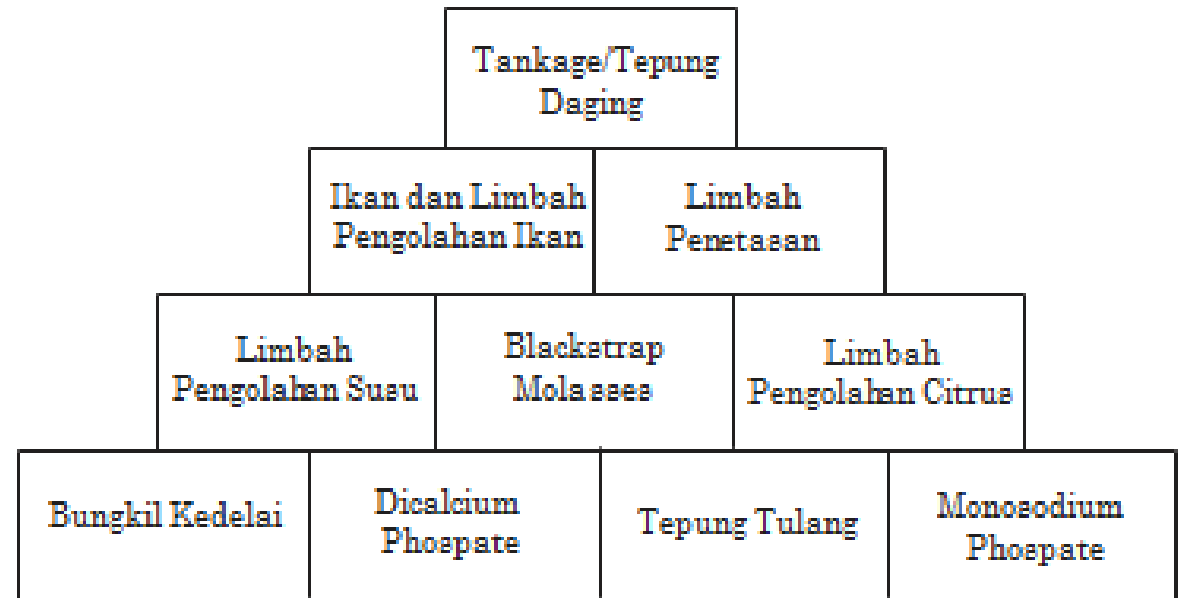 Tankage/Tepung
Daging
Ikan dan Limbah
Pengolahan Ikan
Limbah
Penetasan
Limbah
Pengolahan Susu
Blackstrap
Molasses
Limbah
Pengolahan Citrus
Bungkil Kedelai
Dicalcium
Phospate
Tepung Tulang
Monosodium
Phospate